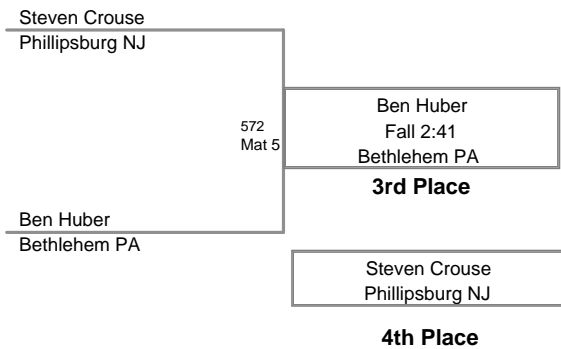 Steven Crouse
Phillipsburg NJ
572
Mat 5
Ben Huber
Fall 2:41
Bethlehem PA
3rd Place
Ben Huber
Bethlehem PA
Steven Crouse
Phillipsburg NJ
4th Place